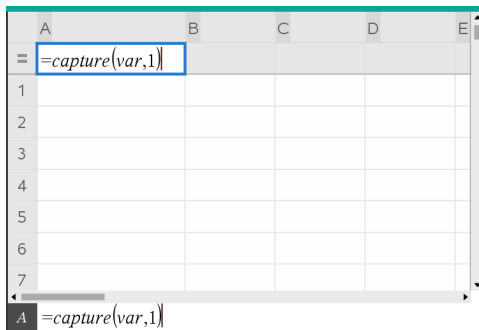 A B C D E
= =capture(var,1)
1
2
3
4
5
6
7
A =capture(var,1)